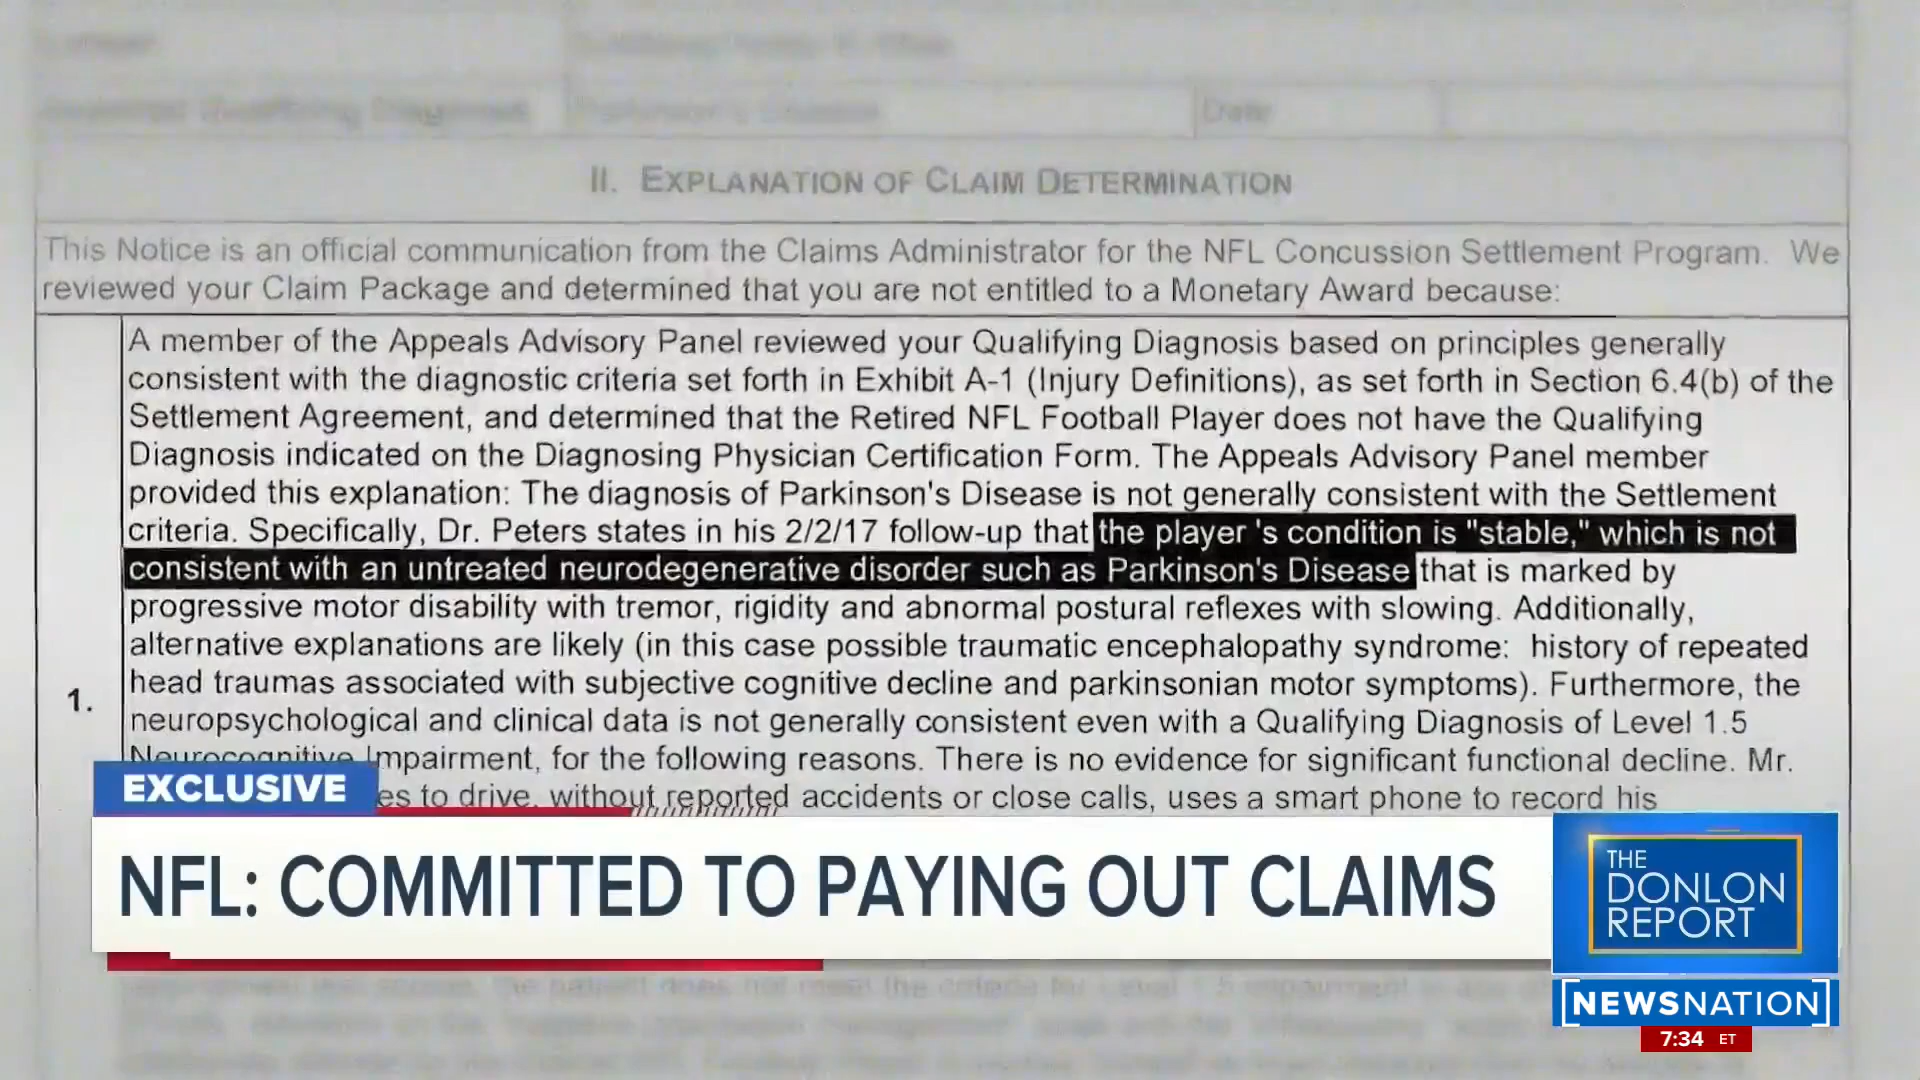 Date
II. EXPLANATION OF CLAIM DETERMINATION
This Notice is an official communication from the Claims Administrator for the NFL Concussion Settlement Program. We
reviewed your Claim Package and determined that you are not entitled to a Monetary Award because:
A member of the Appeals Advisory Panel reviewed your Qualifying Diagnosis based on principles generally
consistent with the diagnostic criteria set forth in Exhibit A-1 (Injury Definitions), as set forth in Section 6.4(b) of the
Settlement Agreement, and determined that the Retired NFL Football Player does not have the Qualifying
Diagnosis indicated on the Diagnosing Physician Certification Form. The Appeals Advisory Panel member
provided this explanation: The diagnosis of Parkinson's Disease is not generally consistent with the Settlement
criteria. Specifically, Dr. Peters states in his 2/2/17 follow-up that the player 's condition is "stable," which is not
consistent with an untreated neurodegenerative disorder such as Parkinson's Disease that is marked by
progressive motor disability with tremor, rigidity and abnormal postural reflexes with slowing. Additionally,
alternative explanations are likely (in this case possible traumatic encephalopathy syndrome: history of repeated
head traumas associated with subjective cognitive decline and parkinsonian motor symptoms). Furthermore, the
1. neuropsychological and clinical data is not generally consistent even with a Qualifying Diagnosis of Level 1.5
Neurocognitive Impairment, for the following reasons. There is no evidence for significant functional decline. Mr.
to drive, without reported accidents or close calls, uses a smart phone to record his
EXCLUSIVE
NFL: COMMITTED TO PAYING OUT CLAIMS
THE
DONLON
REPORT
NEWSNATION
7:34 ET